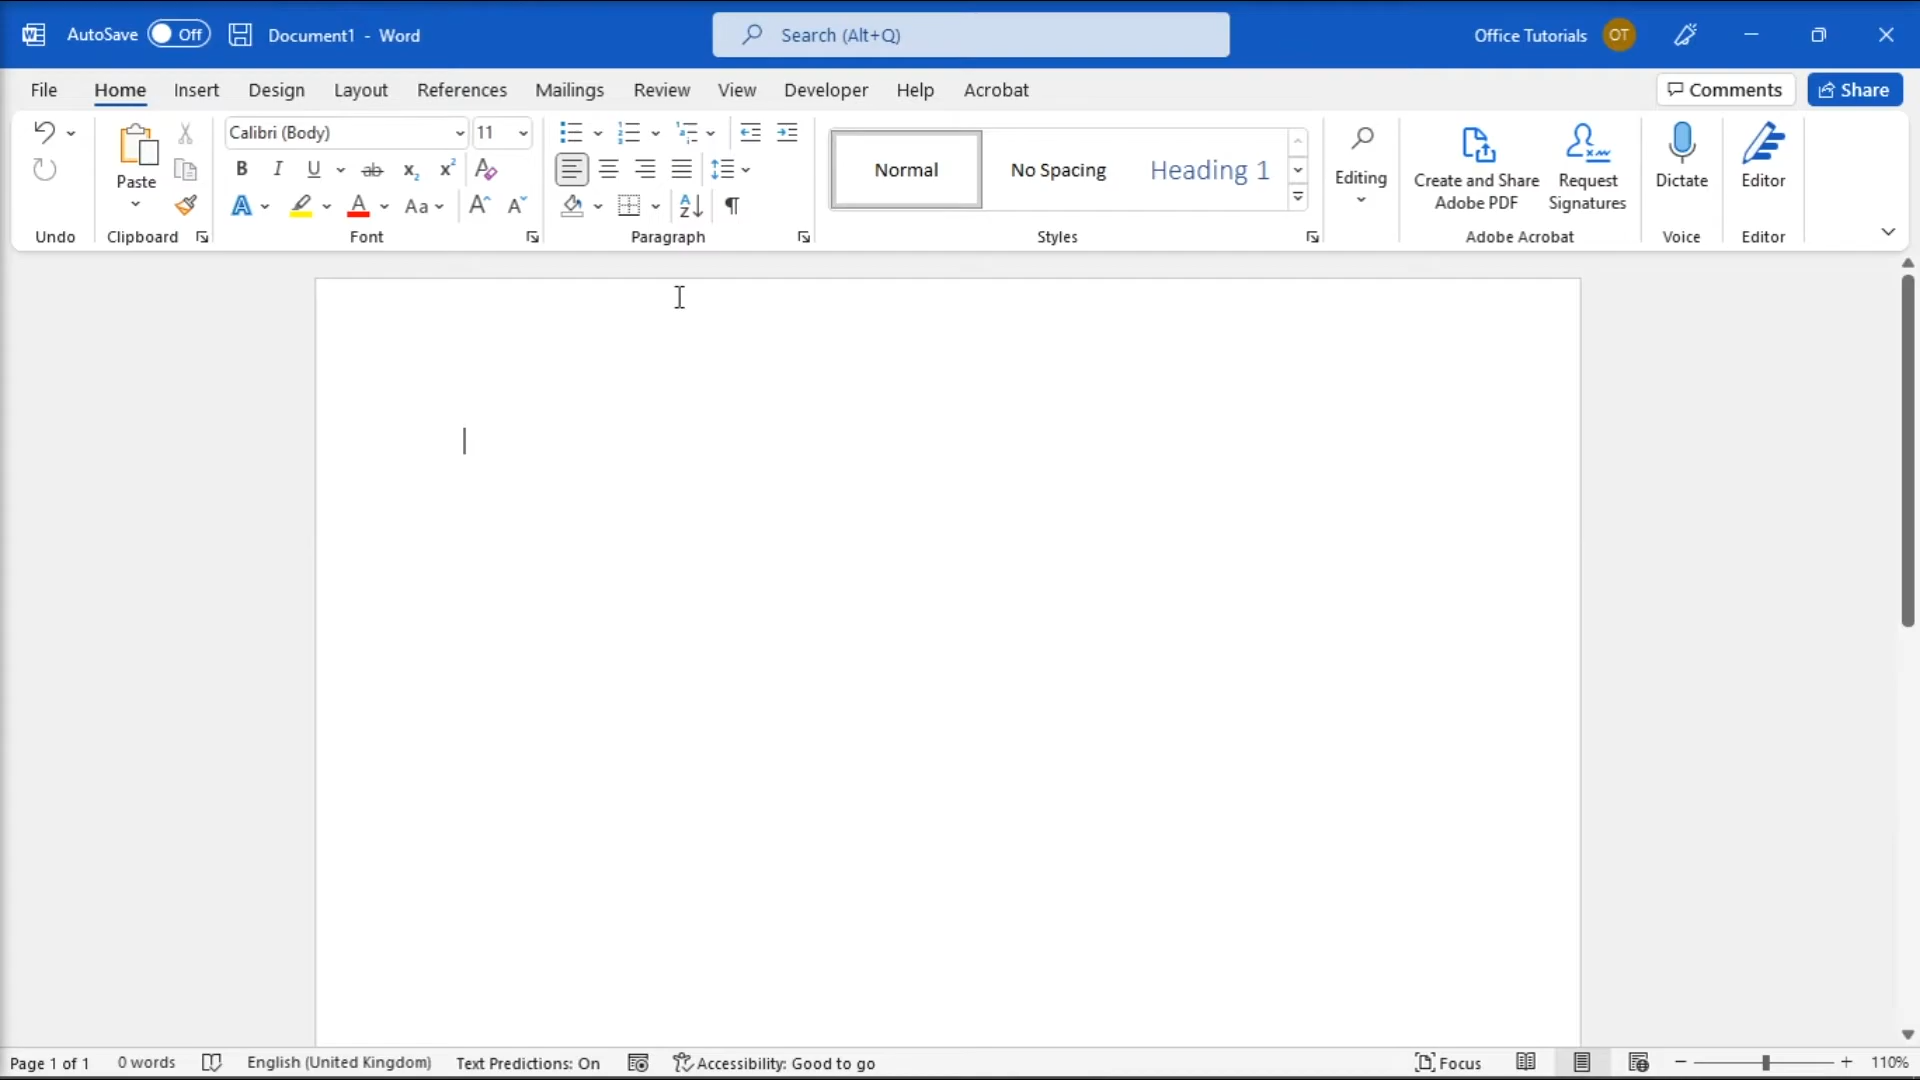 AutoSave Off Document1 - Word Search (Alt+Q) Office Tutorials OT
File Home Insert Design Layout References Mailings Review View Developer Help Acrobat Comments Share
Calibri (Body) 11
Paste
Normal No Spacing Heading 1
Editing
Create and Share
Adobe PDF
Request
Signatures
Dictate
Editor
Undo Clipboard Font Paragraph Styles Adobe Acrobat Voice Editor
Page 1 of 1 0 words English (United Kingdom) Text Predictions: On Accessibility: Good to go Focus 110%